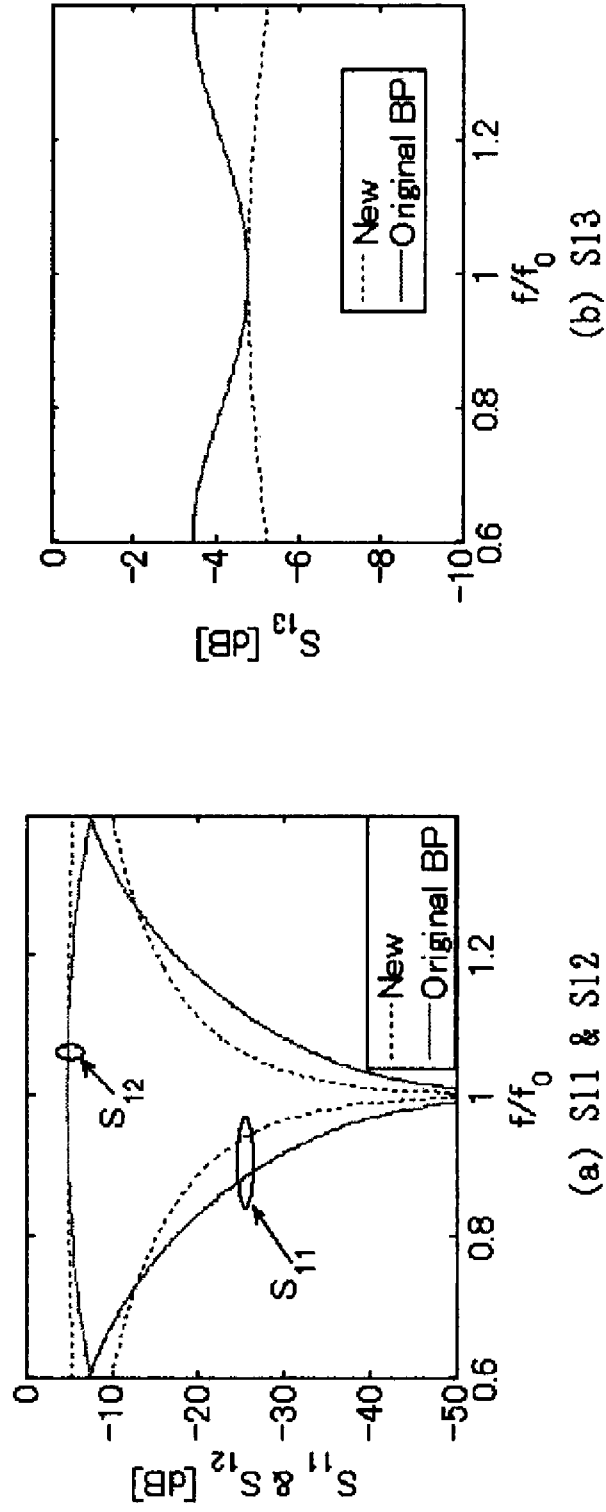 S11 & S12 [dB]
0
-10
-20
-30
-40
-50
S12
S11
New
Original BP
0.6
0.8
1
1.2
f/f0
(a) S11 & S12
S13 [dB]
0
-2
-4
-6
-8
-10
New
Original BP
0.6
0.8
1
1.2
f/f0
(b) S13